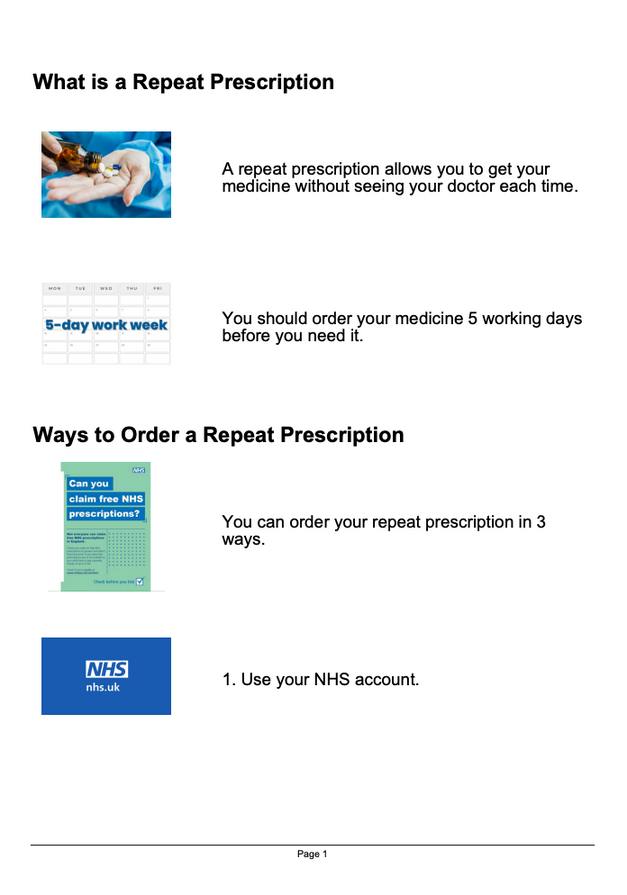 What is a Repeat Prescription
A repeat prescription allows you to get your
medicine without seeing your doctor each time.
MON TUE WED THU FRI
5-day work week
You should order your medicine 5 working days
before you need it.
Ways to Order a Repeat Prescription
NHS
Can you
claim free NHS
prescriptions?
Check before you tick
You can order your repeat prescription in 3
ways.
NHS
nhs.uk
1. Use your NHS account.
Page 1